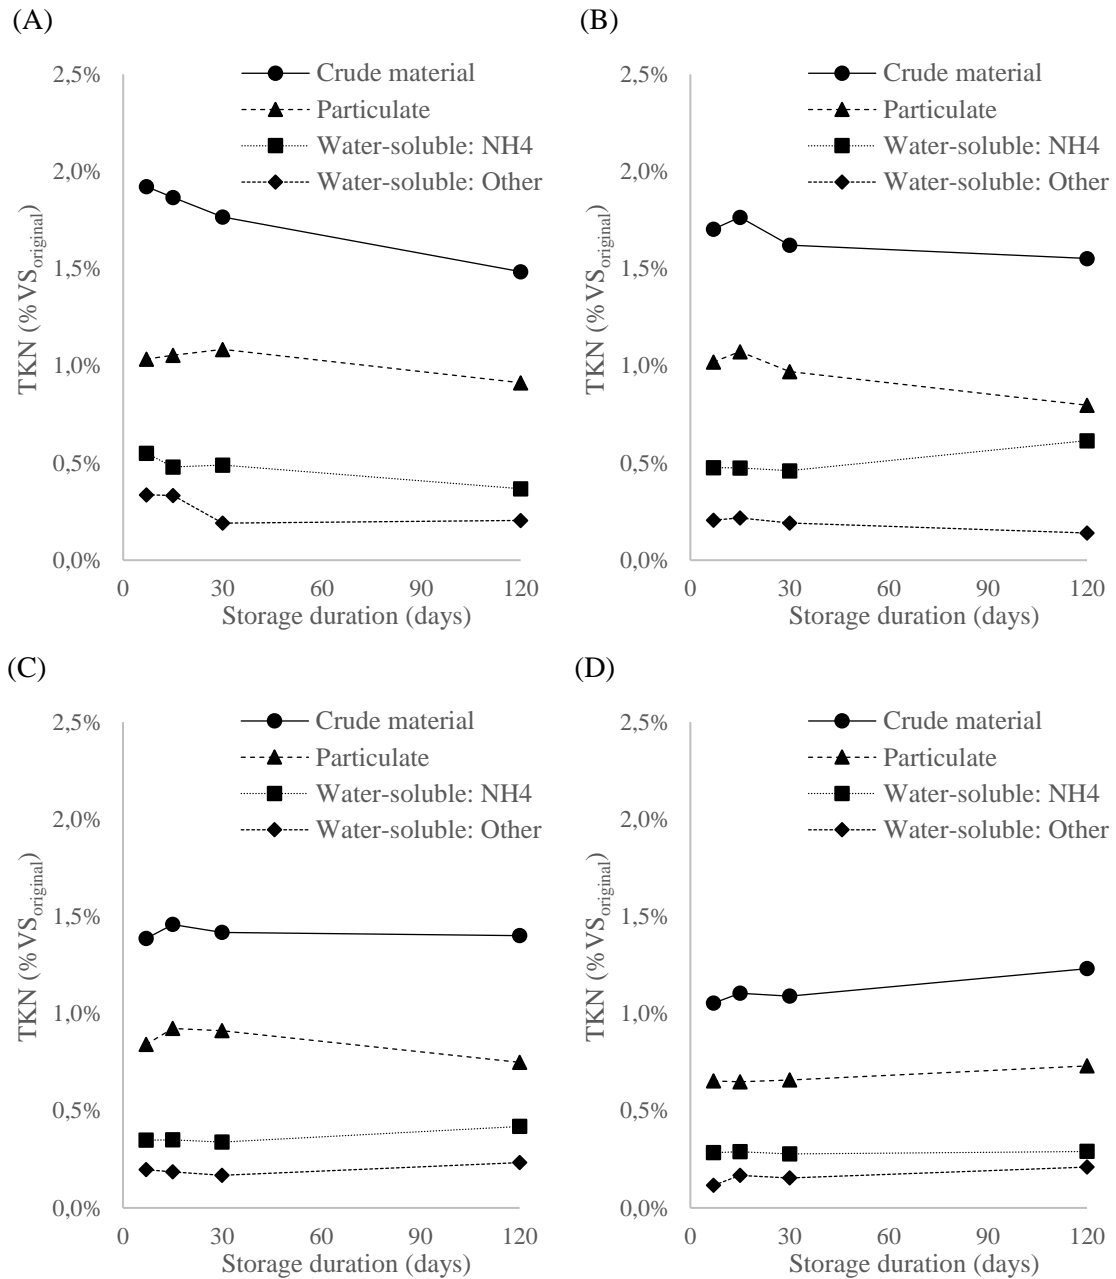 (A)
2,5%
2,0%
1,5%
1,0%
0,5%
0,0%
TKN (%VSoriginal)
Crude material
Particulate
Water-soluble: NH4
Water-soluble: Other
0 30 60 90 120
Storage duration (days)
(B)
2,5%
2,0%
1,5%
1,0%
0,5%
0,0%
TKN (%VSoriginal)
Crude material
Particulate
Water-soluble: NH4
Water-soluble: Other
0 30 60 90 120
Storage duration (days)
(C)
2,5%
2,0%
1,5%
1,0%
0,5%
0,0%
TKN (%VSoriginal)
Crude material
Particulate
Water-soluble: NH4
Water-soluble: Other
0 30 60 90 120
Storage duration (days)
(D)
2,5%
2,0%
1,5%
1,0%
0,5%
0,0%
TKN (%VSoriginal)
Crude material
Particulate
Water-soluble: NH4
Water-soluble: Other
0 30 60 90 120
Storage duration (days)